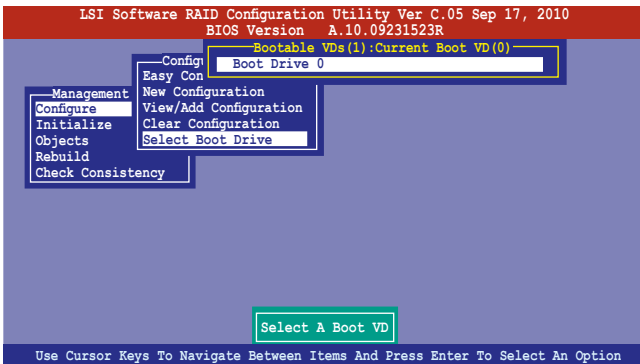 LSI Software RAID Configuration Utility Ver C.05 Sep 17, 2010
BIOS Version A.10.09231523R
Bootable VDs(1):Current Boot VD(0)
Boot Drive 0
Configu
Easy Con
New Configuration
View/Add Configuration
Clear Configuration
Select Boot Drive
Management
Configure
Initialize
Objects
Rebuild
Check Consistency
Select A Boot VD
Use Cursor Keys To Navigate Between Items And Press Enter To Select An Option